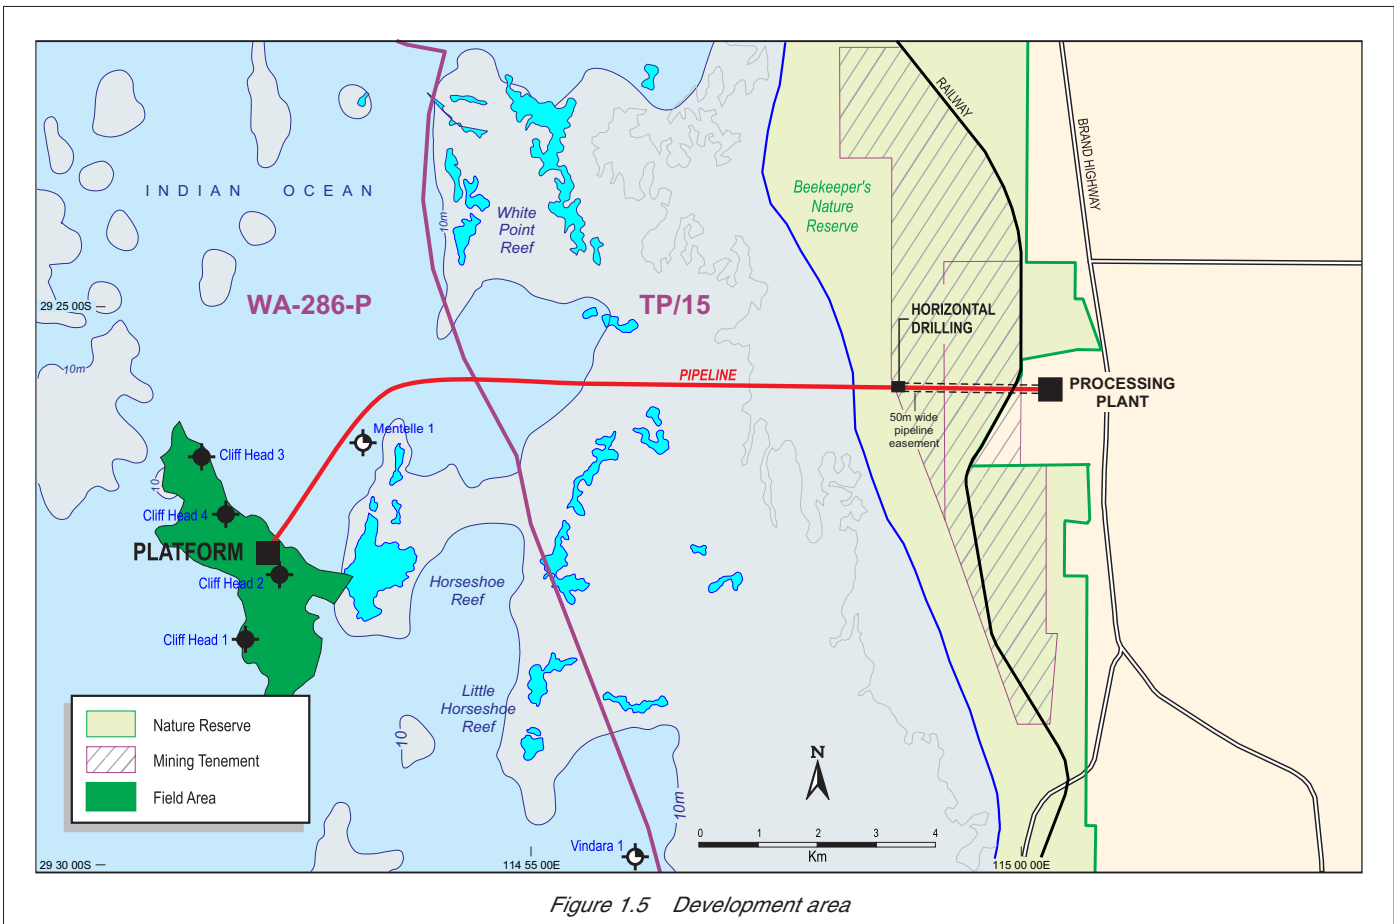 RAILWAY
BRAND HIGHWAY
INDIAN OCEAN
10m
White
Point
Reef
Beekeeper's
Nature
Reserve
29 25 00S
WA-286-P
TP/15
HORIZONTAL
DRILLING
10m
PIPELINE
PROCESSING
PLANT
50m wide
pipeline
easement
Mentelle 1
Cliff Head 3
10
Cliff Head 4
PLATFORM
Cliff Head 2
Horseshoe
Reef
Cliff Head 1
Little
Horseshoe
Reef
10
Nature Reserve
Mining Tenement
Field Area
N
10m
0 1 2 3 4
Km
Vindara 1
29 30 00S
114 55 00E
115 00 00E
Figure 1.5 Development area